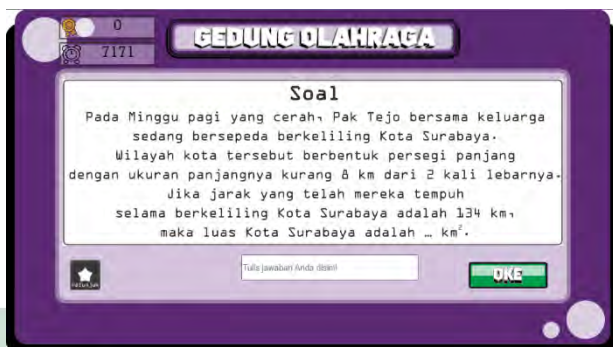 0
7171
GEDUNG OLAHRAGA
Soal
Pada Minggu pagi yang cerah, Pak Tejo bersama keluarga
sedang bersepeda berkeliling Kota Surabaya.
Wilayah kota tersebut berbentuk persegi panjang
dengan ukuran panjangnya kurang 8 km dari 2 kali lebarnya.
Jika jarak yang telah mereka tempuh
selama berkeliling Kota Surabaya adalah 134 km,
maka luas Kota Surabaya adalah … km².
Tulis jawaban Anda disini!
OKE